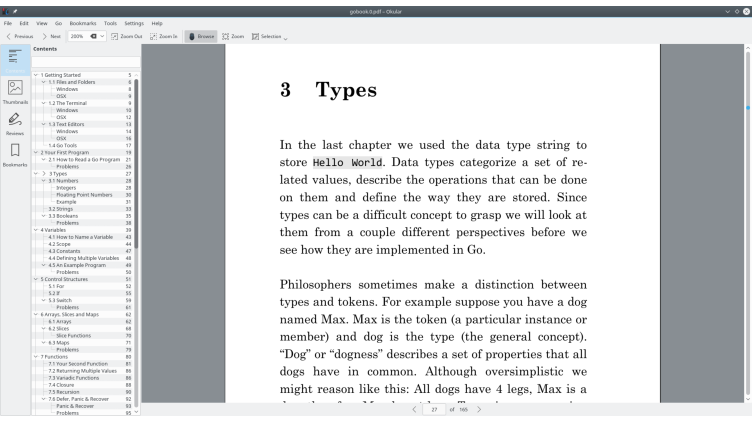 gobook.0.pdf - Okular
File Edit View Go Bookmarks Tools Settings Help
Previous Next 200% Zoom Out Zoom In Browse Zoom Selection
Contents
Thumbnails
Reviews
Bookmarks
1 Getting Started 5
1.1 Files and Folders 6
Windows 8
OSX 9
1.2 The Terminal 9
Windows 10
OSX 12
1.3 Text Editors 13
Windows 14
OSX 16
1.4 Go Tools 17
2 Your First Program 19
2.1 How to Read a Go Program 21
Problems 26
3 Types 27
3.1 Numbers 28
Integers 28
Floating Point Numbers 30
Example 31
3.2 Strings 33
3.3 Booleans 35
Problems 38
4 Variables 39
4.1 How to Name a Variable 43
4.2 Scope 44
4.3 Constants 47
4.4 Defining Multiple Variables 48
4.5 An Example Program 49
Problems 50
5 Control Structures 51
5.1 For 52
5.2 If 55
5.3 Switch 59
Problems 61
6 Arrays, Slices and Maps 62
6.1 Arrays 62
6.2 Slices 68
Slice Functions 70
6.3 Maps 71
Problems 79
7 Functions 80
7.1 Your Second Function 81
7.2 Returning Multiple Values 86
7.3 Variadic Functions 86
7.4 Closure 88
7.5 Recursion 90
7.6 Defer, Panic & Recover 92
Panic & Recover 93
Problems 95
3 Types
In the last chapter we used the data type string to
store Hello World. Data types categorize a set of re-
lated values, describe the operations that can be done
on them and define the way they are stored. Since
types can be a difficult concept to grasp we will look at
them from a couple different perspectives before we
see how they are implemented in Go.
Philosophers sometimes make a distinction between
types and tokens. For example suppose you have a dog
named Max. Max is the token (a particular instance or
member) and dog is the type (the general concept).
“Dog” or “dogness” describes a set of properties that all
dogs have in common. Although oversimplistic we
might reason like this: All dogs have 4 legs, Max is a
27 of 165